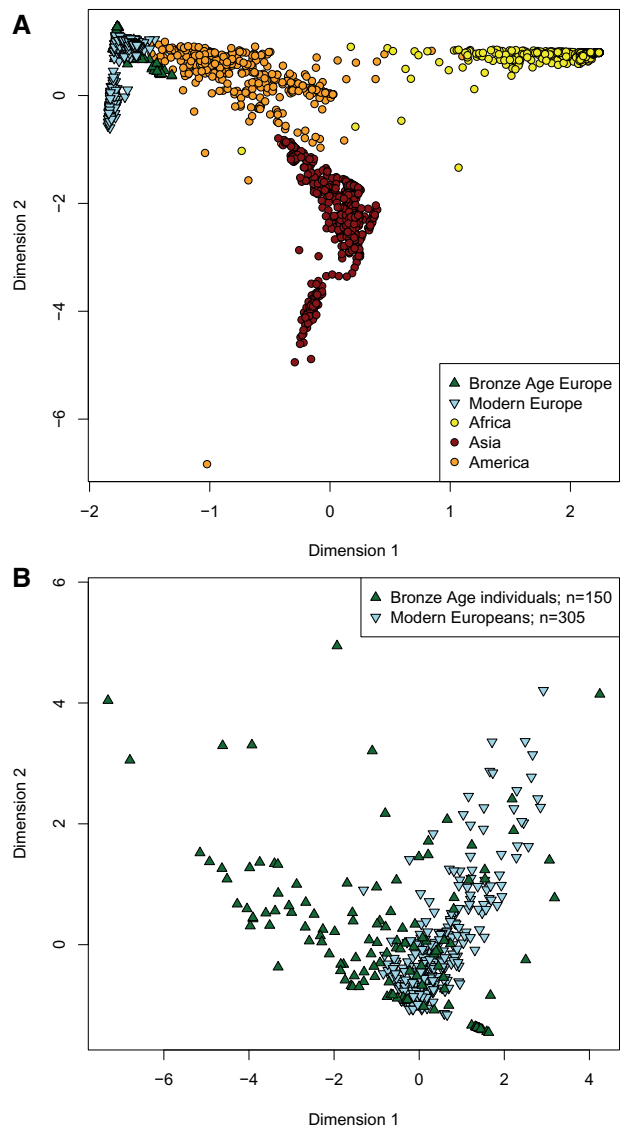 A
0
−2
−4
−6
Dimension 2
Bronze Age Europe
Modern Europe
Africa
Asia
America
−2 −1 0 1 2
Dimension 1
B
6
4
2
0
Dimension 2
Bronze Age individuals; n=150
Modern Europeans; n=305
−6 −4 −2 0 2 4
Dimension 1